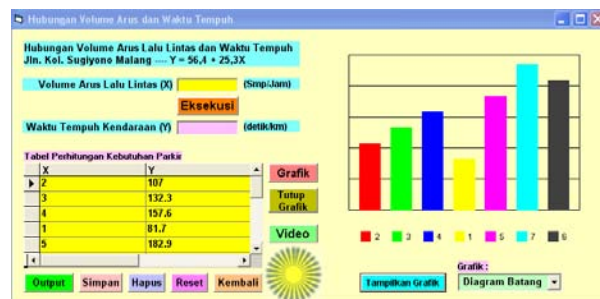 Hubungan Volume Arus dan Waktu Tempuh
Hubungan Volume Arus Lalu Lintas dan Waktu Tempuh
Jln. Kol. Sugiyono Malang ---- Y = 56,4 + 25,3X
Volume Arus Lalu Lintas (X) (Smp/Jam)
Eksekusi
Waktu Tempuh Kendaraan (Y) (detik/km)
Tabel Perhitungan Kebutuhan Parkir
X Y
2 107
3 132.3
4 157.6
1 81.7
5 182.9
Grafik
Tutup
Grafik
Video
Output Simpan Hapus Reset Kembali
2 3 4 1 5 7 6
Grafik :
Tampilkan Grafik Diagram Batang